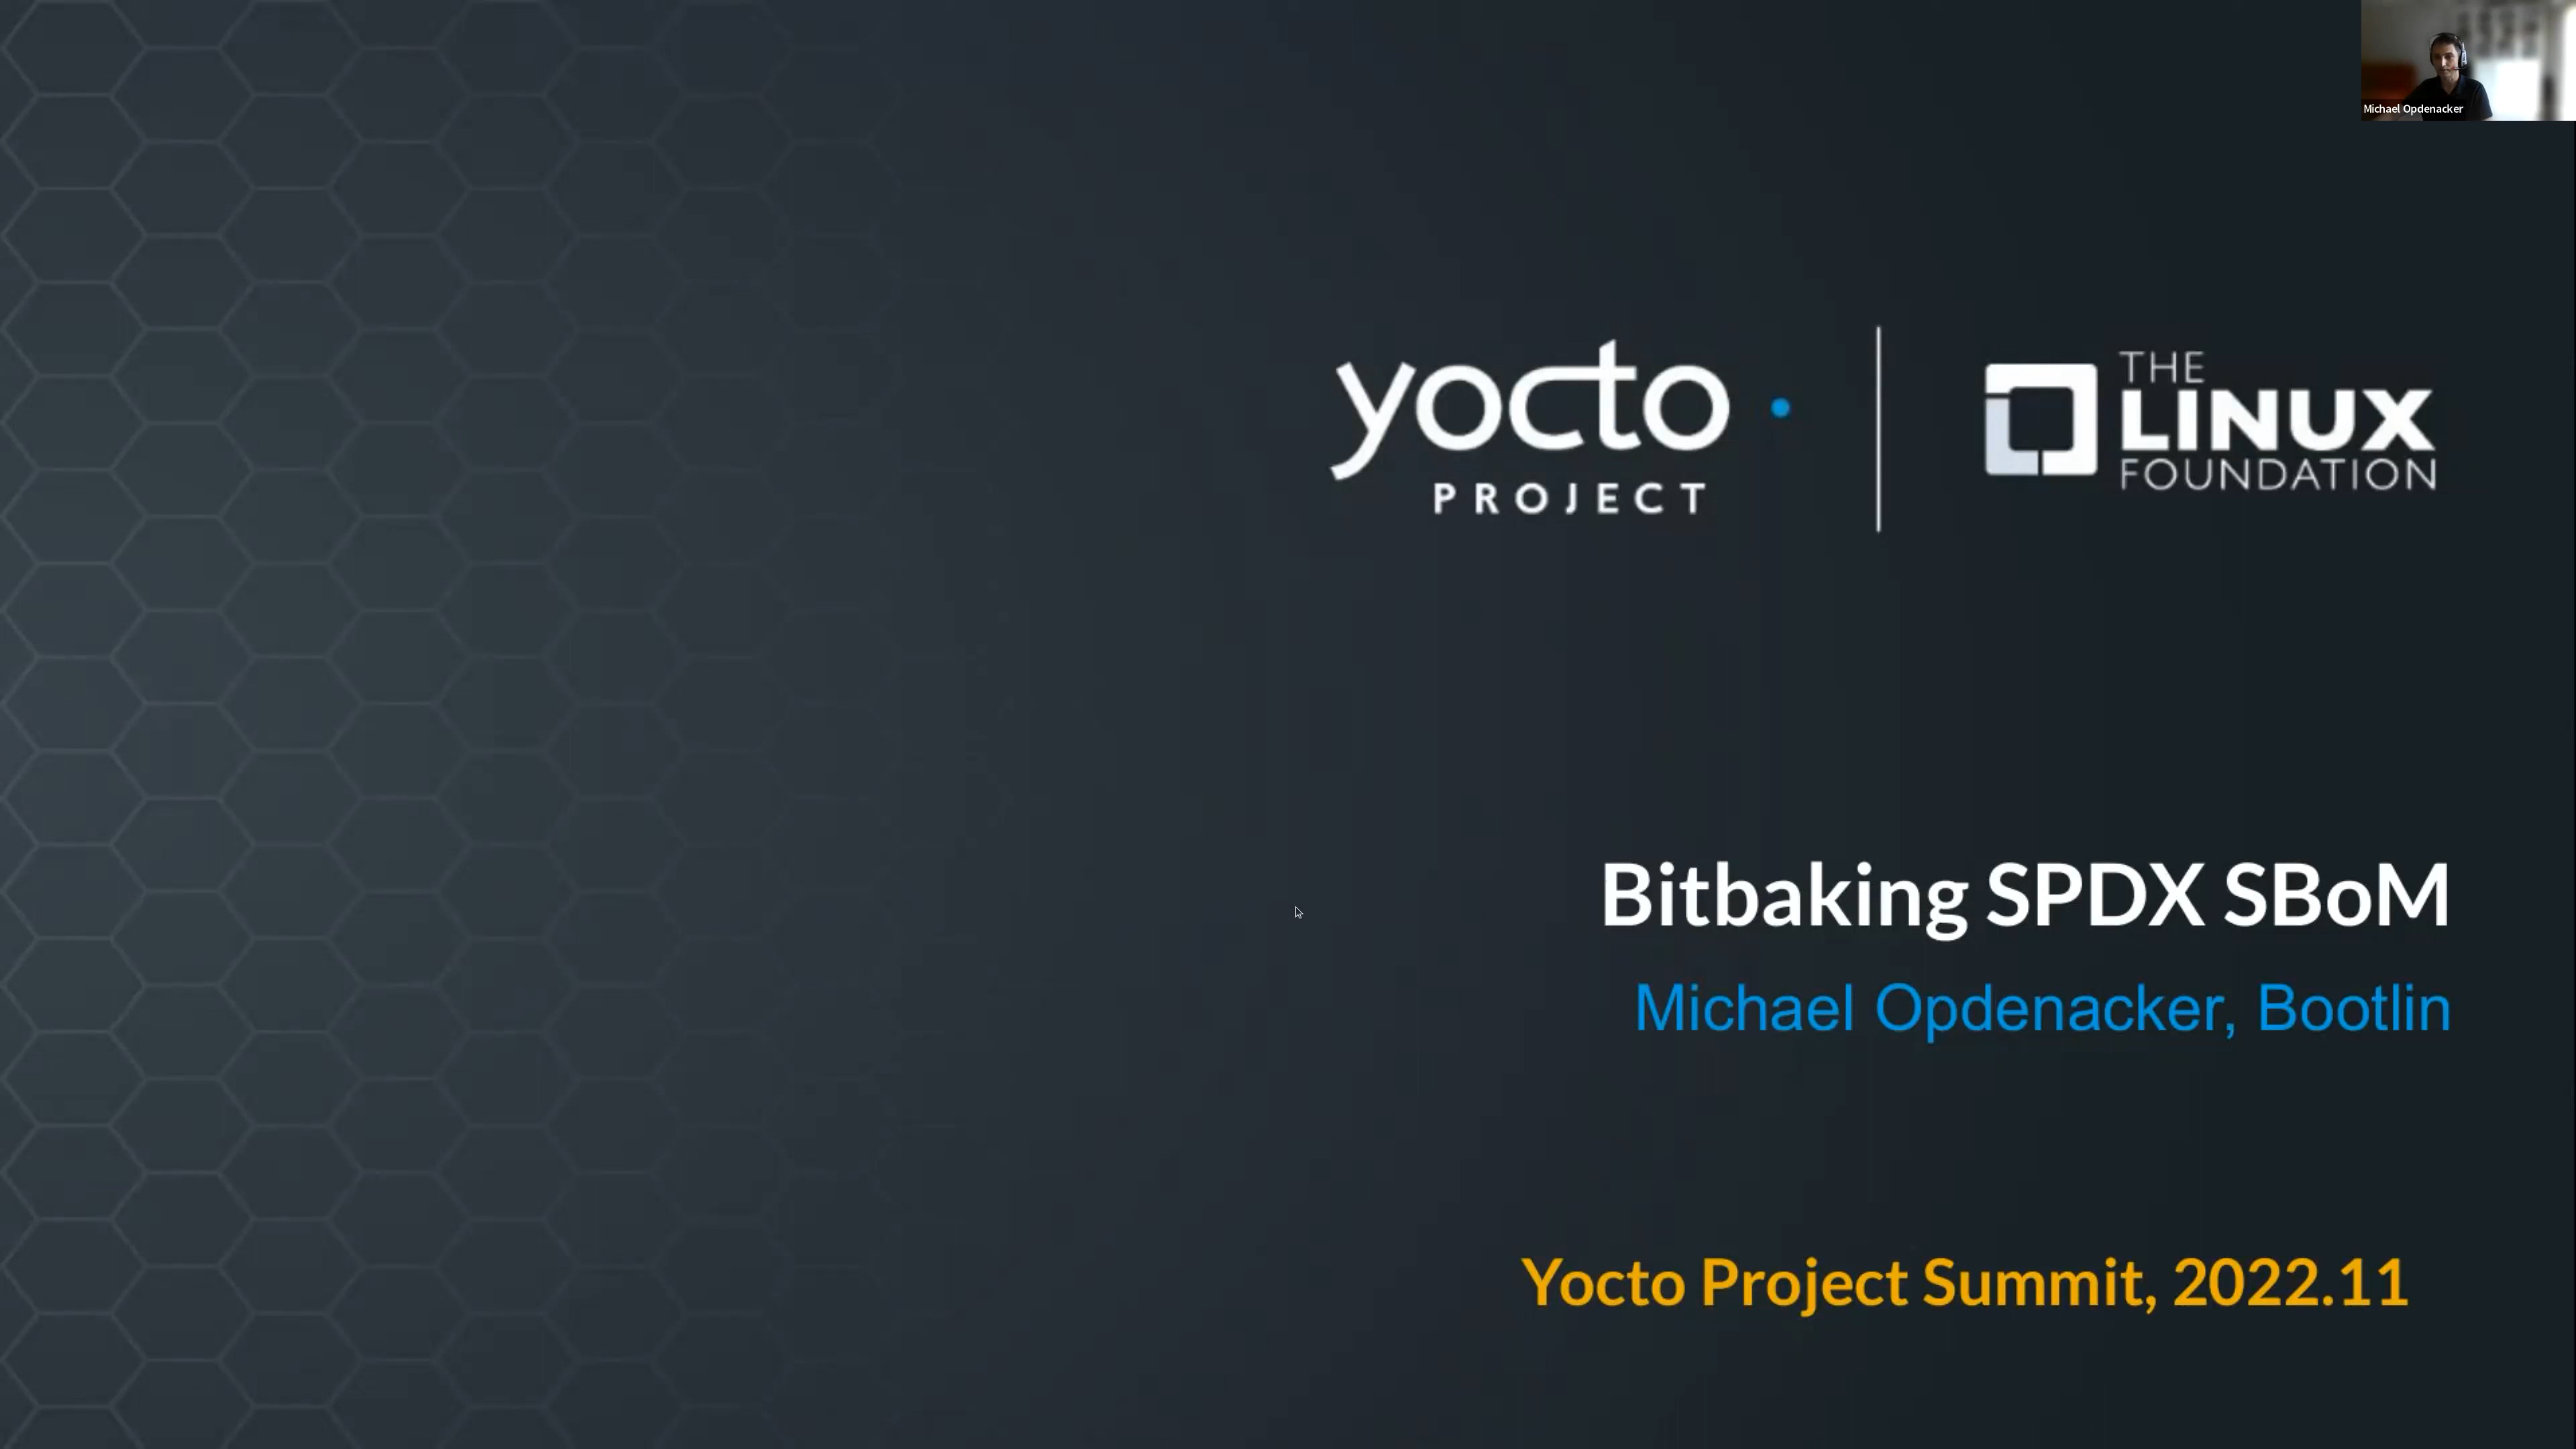 Michael Opdenacker
yocto
PROJECT
THE
LINUX
FOUNDATION
Bitbaking SPDX SBoM
Michael Opdenacker, Bootlin
Yocto Project Summit, 2022.11